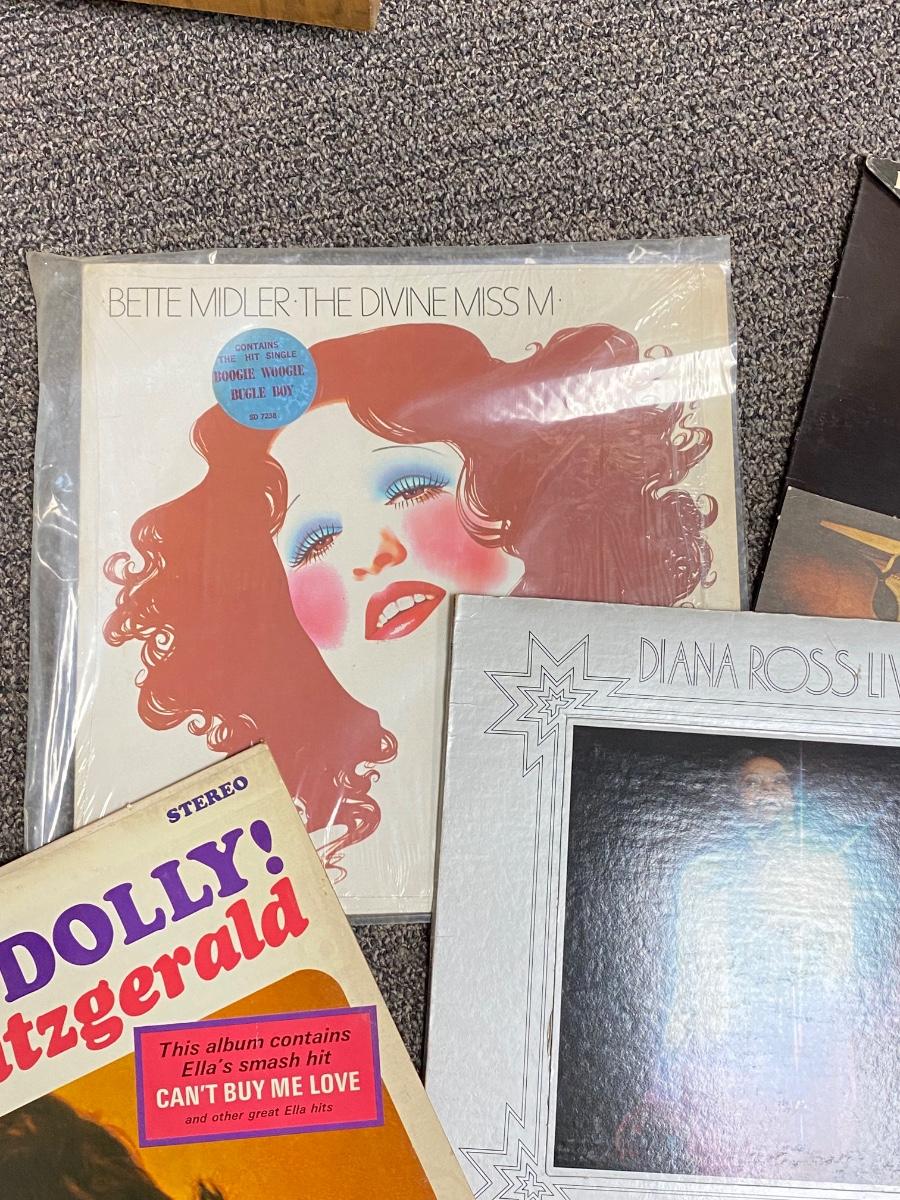 ·BETTE MIDLER·THE DIVINE MISS M·
CONTAINS
THE HIT SINGLE
BOOGIE WOOGIE
BUGLE BOY
SD 7238
DIANA ROSS LIV
STEREO
DOLLY!
itzgerald
This album contains
Ella's smash hit
CAN'T BUY ME LOVE
and other great Ella hits